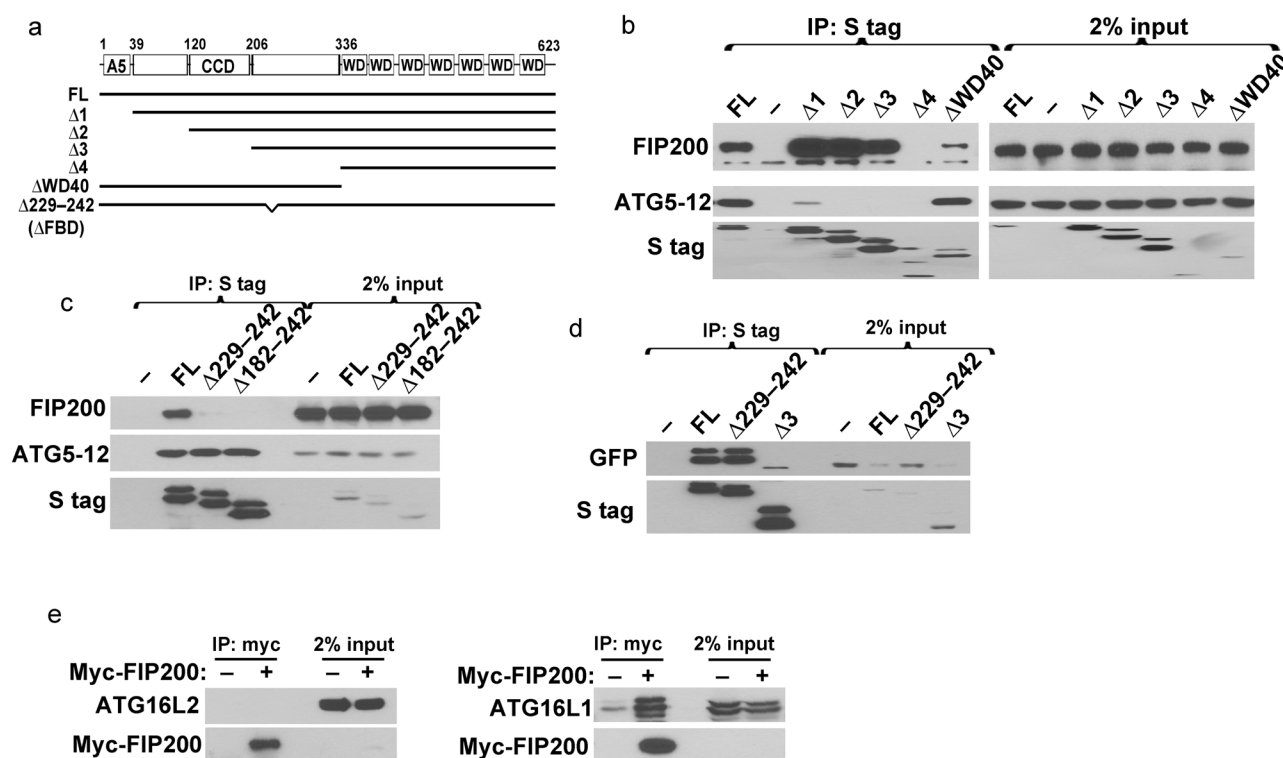 a
1 39 120 206 336 623
A5 CCD WD WD WD WD WD WD WD
FL
Δ1
Δ2
Δ3
Δ4
ΔWD40
Δ229–242
(ΔFBD)
b
IP: S tag 2% input
FL – Δ1 Δ2 Δ3 Δ4 ΔWD40 FL – Δ1 Δ2 Δ3 Δ4 ΔWD40
FIP200
ATG5-12
S tag
c
IP: S tag 2% input
– FL Δ229–242 Δ182–242 – FL Δ229–242 Δ182–242
FIP200
ATG5-12
S tag
d
IP: S tag 2% input
– FL Δ229–242 Δ3 – FL Δ229–242 Δ3
GFP
S tag
e
IP: myc 2% input
Myc-FIP200: – + – +
ATG16L2
Myc-FIP200
IP: myc 2% input
Myc-FIP200: – + – +
ATG16L1
Myc-FIP200